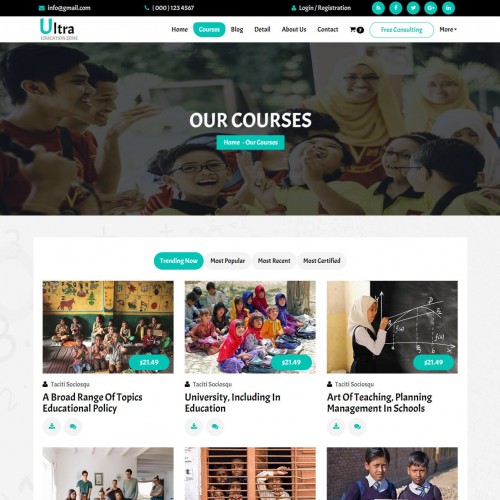 info@gmail.com
( 000 ) 123 4567
Login / Registration
Ultra
EDUCATION ZONE
Home
Courses
Blog
Detail
About Us
Contact
0
Free Consulting
More
OUR COURSES
Home - Our Courses
Trending Now
Most Popular
Most Recent
Most Certified
$21.49
$21.49
$21.49
Taciti Sociosqu
Taciti Sociosqu
Taciti Sociosqu
A Broad Range Of Topics
Educational Policy
University, Including In
Education
Art Of Teaching, Planning
Management In Schools